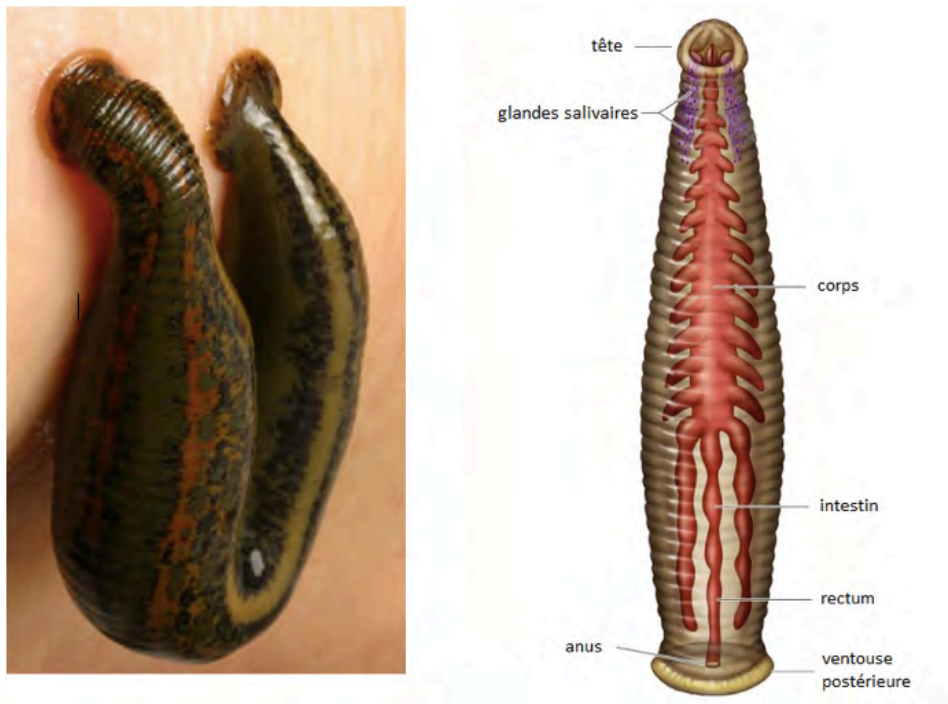 tête
glandes salivaires
corps
intestin
rectum
anus
ventouse
postérieure